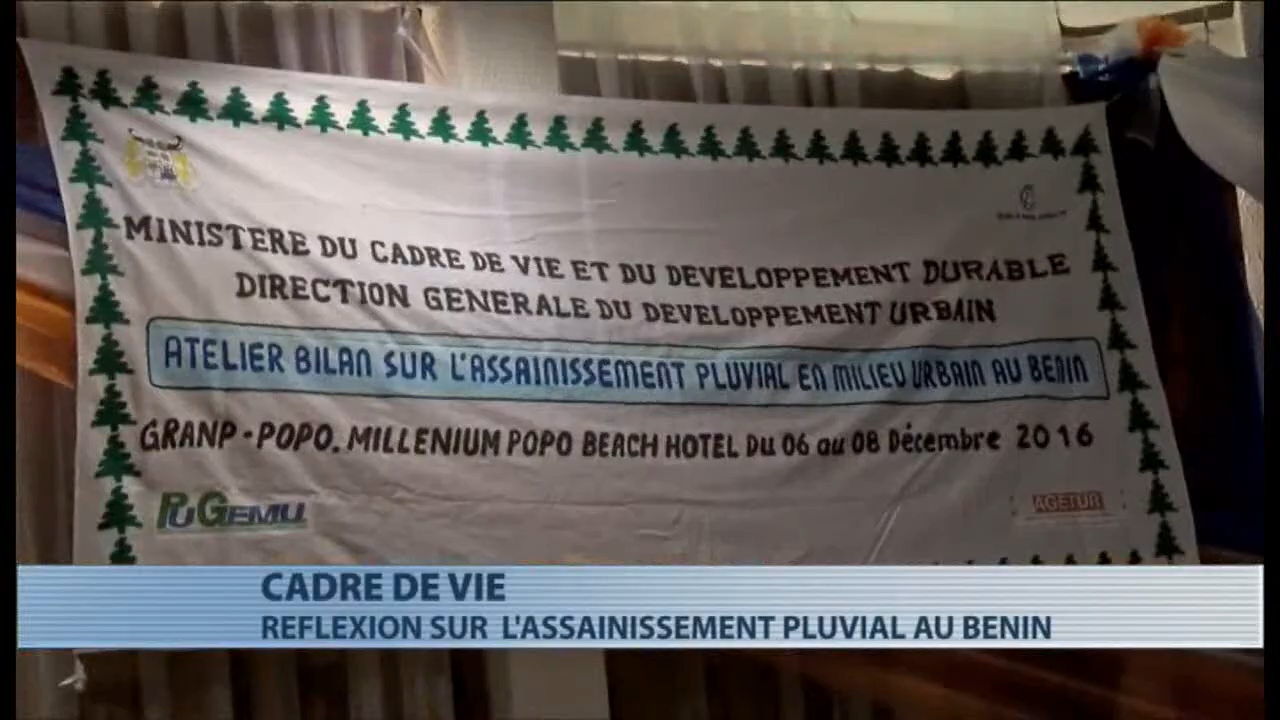 MINISTERE DU CADRE DE VIE ET DU DEVELOPPEMENT DURABLE
DIRECTION GENERALE DU DEVELOPPEMENT URBAIN
ATELIER BILAN SUR L'ASSAINISSEMENT PLUVIAL EN MILIEU URBAIN AU BENIN
GRANP-POPO. MILLENIUM POPO BEACH HOTEL Du 06 au 08 Décembre 2016
PUGEMU
AGETUR
CADRE DE VIE
REFLEXION SUR L'ASSAINISSEMENT PLUVIAL AU BENIN